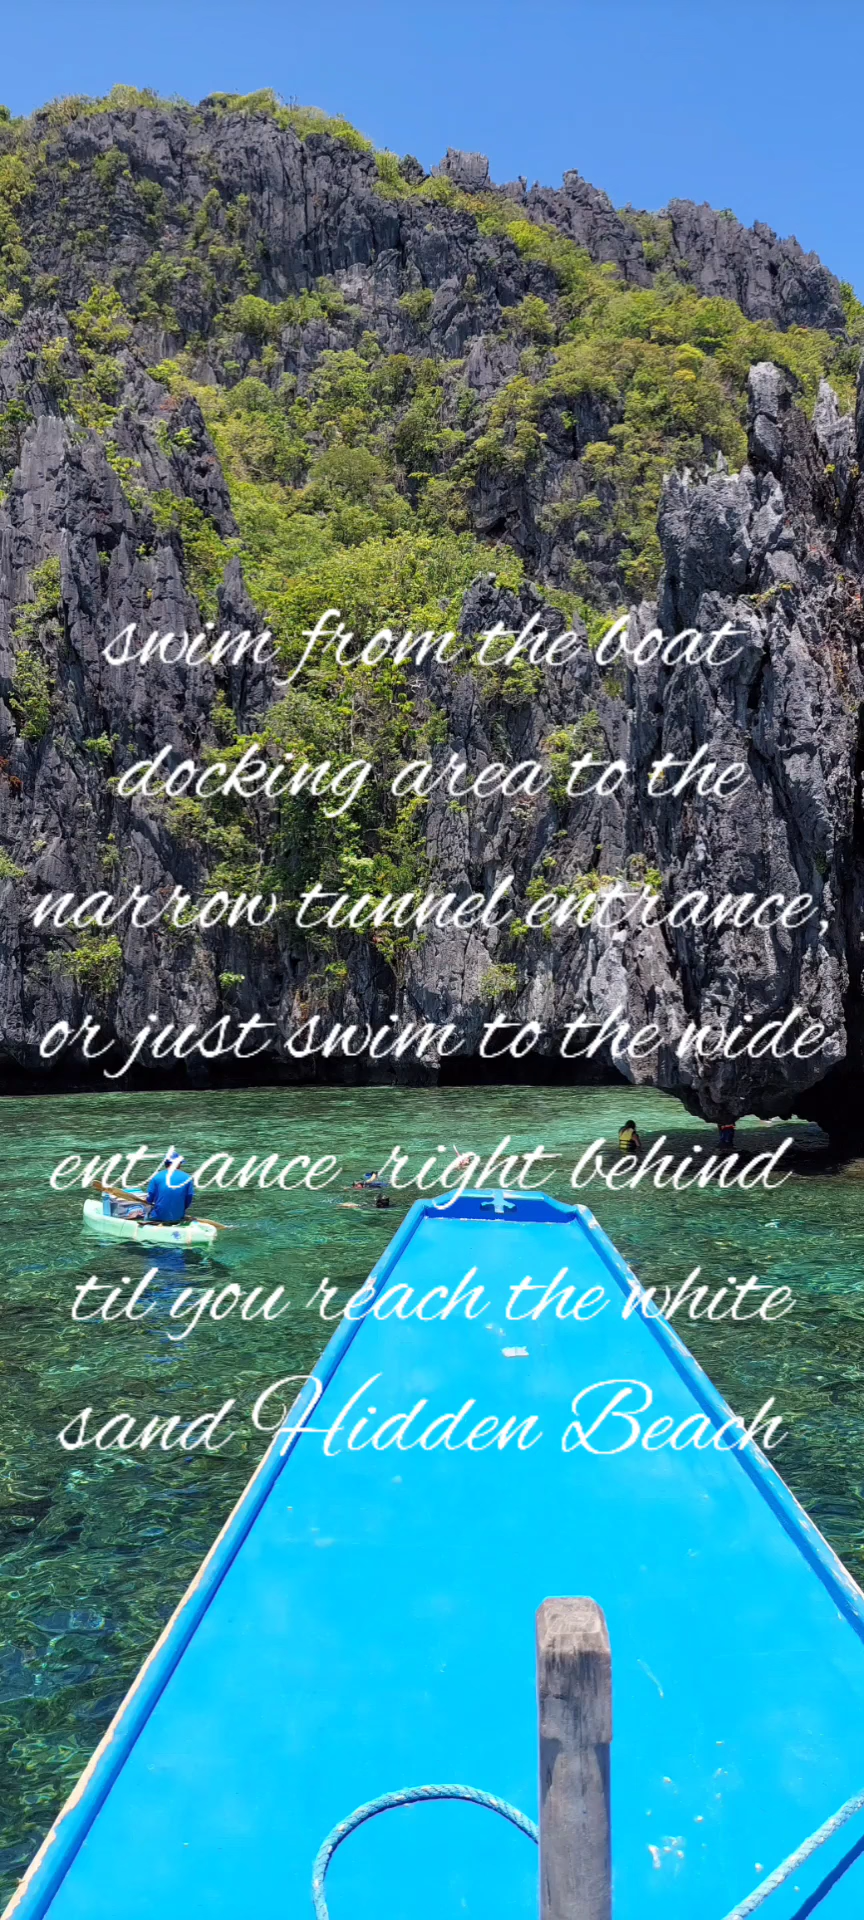 swim from the boat
docking area to the
narrow tunnel entrance,
or just swim to the wide
entrance right behind
til you reach the white
sand Hidden Beach